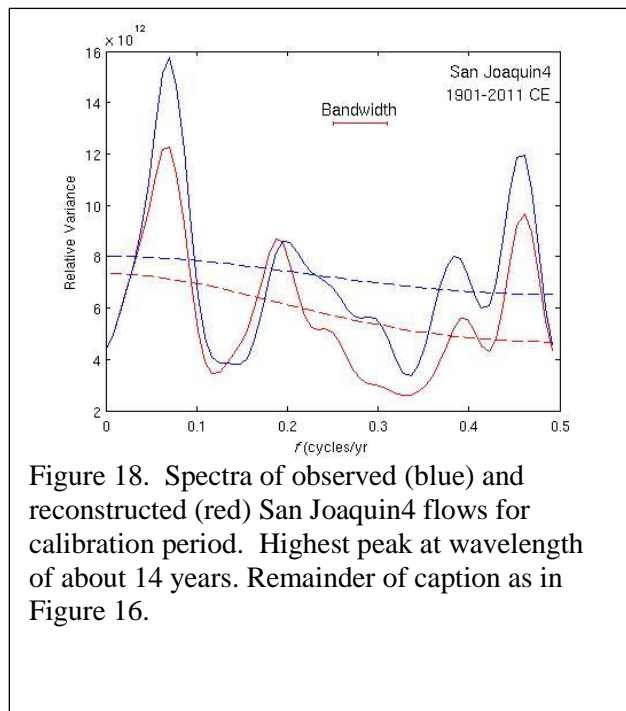 × 10¹²
16
14
12
10
8
6
4
2
Relative Variance
San Joaquin4
1901-2011 CE
Bandwidth
0 0.1 0.2 0.3 0.4 0.5
f (cycles/yr
Figure 18. Spectra of observed (blue) and
reconstructed (red) San Joaquin4 flows for
calibration period. Highest peak at wavelength
of about 14 years. Remainder of caption as in
Figure 16.